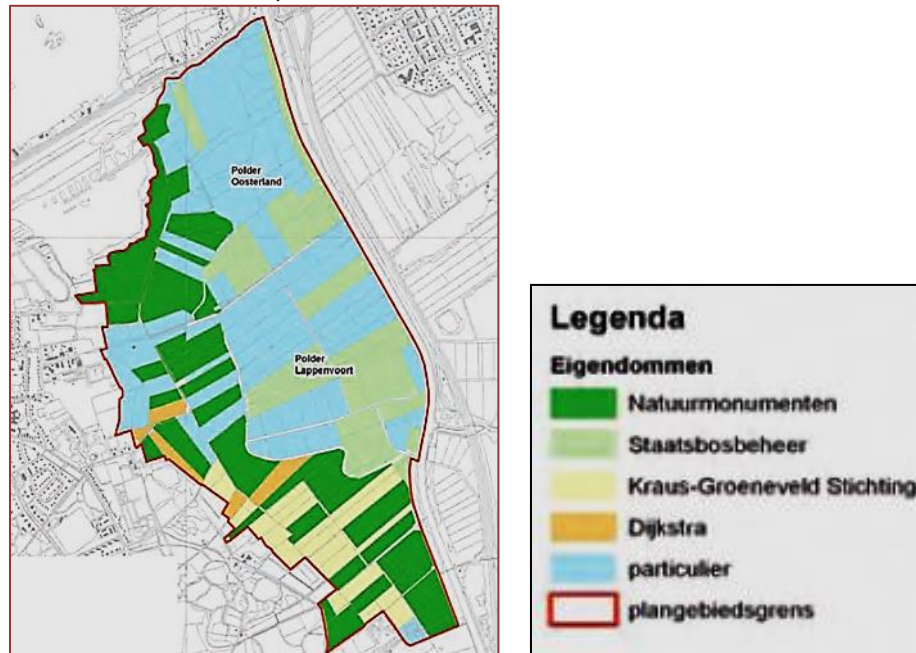 Polder
Oosterland
Polder
Lappenvoort
Legenda
Eigendommen
Natuurmonumenten
Staatsbosbeheer
Kraus-Groeneveld Stichting
Dijkstra
particulier
plangebiedsgrens